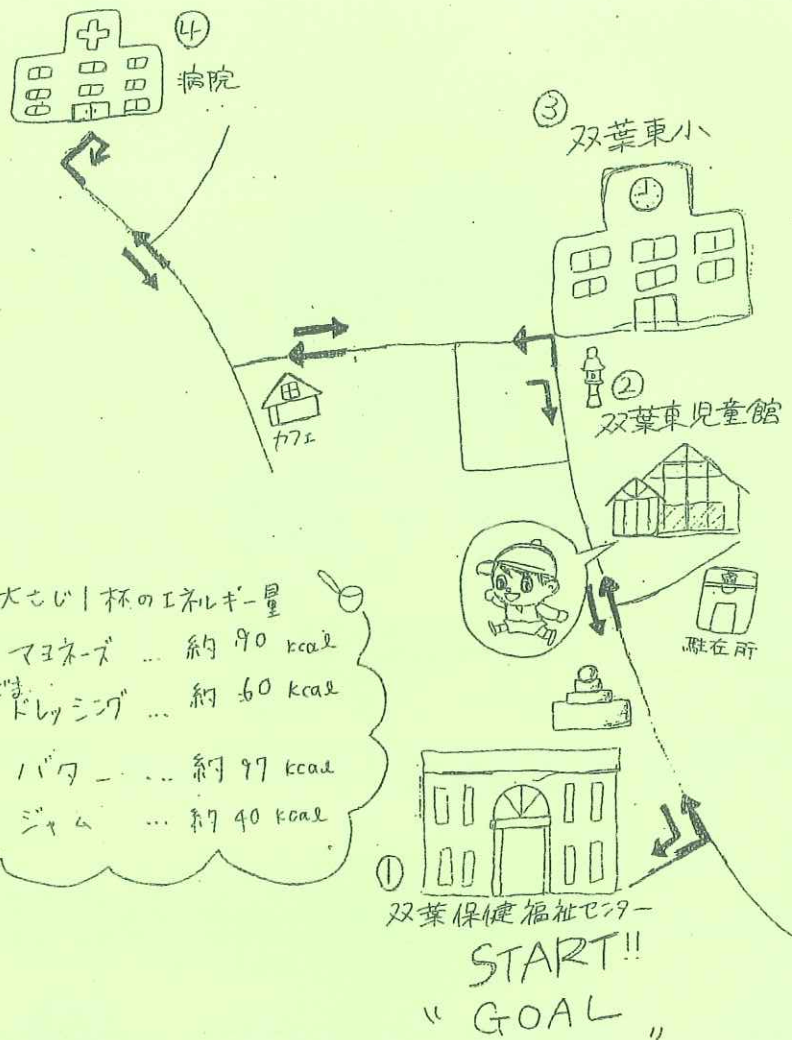 ④
病院
③
双葉東小
②
双葉東児童館
カフェ
駐在所
大さじ1杯のエネルギー量
マヨネーズ … 約90 kcal
ごま
ドレッシング … 約60 kcal
バター … 約97 kcal
ジャム … 約40 kcal
①
双葉保健福祉センター
START!!
" GOAL "